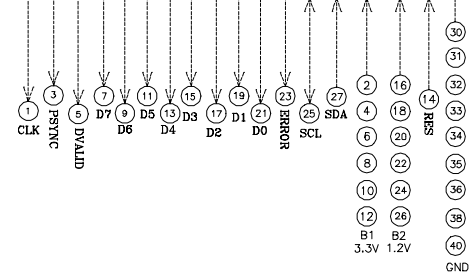 1 CLK
3 PSYNC
5 DVALID
7 D7
9 D6
11 D5
13 D4
15 D3
17 D2
19 D1
21 D0
23 ERROR
25 SCL
27 SDA
2
4
6
8
10
12
B1
3.3V
16
18
20
22
24
26
B2
1.2V
14 RES
30
31
32
33
34
35
36
38
40
GND